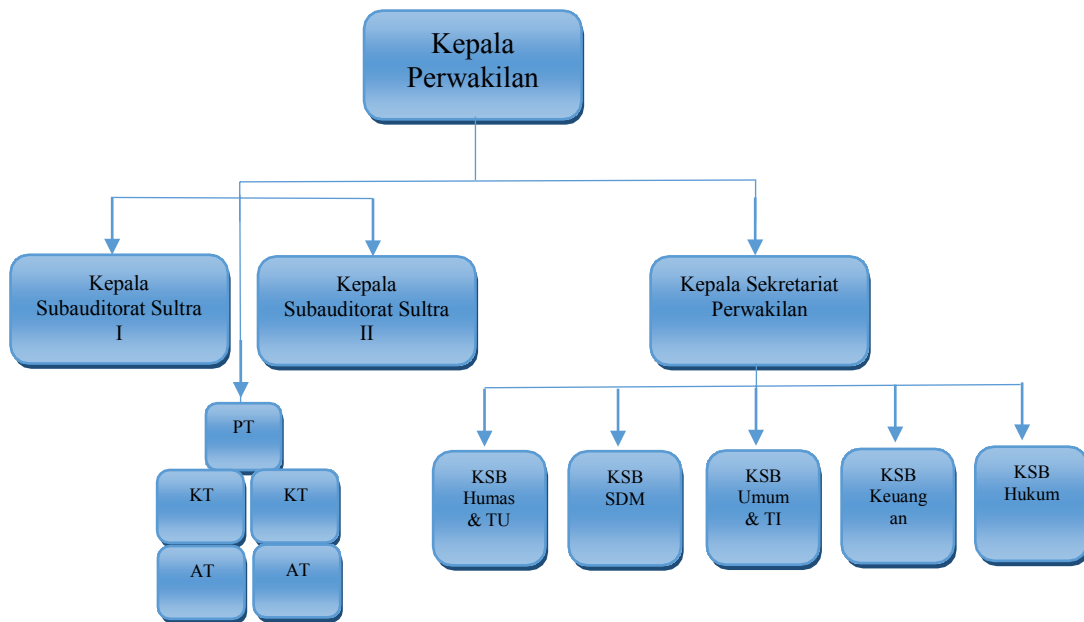 Kepala
Perwakilan
Kepala
Subauditorat Sultra
I
Kepala
Subauditorat Sultra
II
Kepala Sekretariat
Perwakilan
PT
KT
KT
AT
AT
KSB
Humas
& TU
KSB
SDM
KSB
Umum
& TI
KSB
Keuang
an
KSB
Hukum